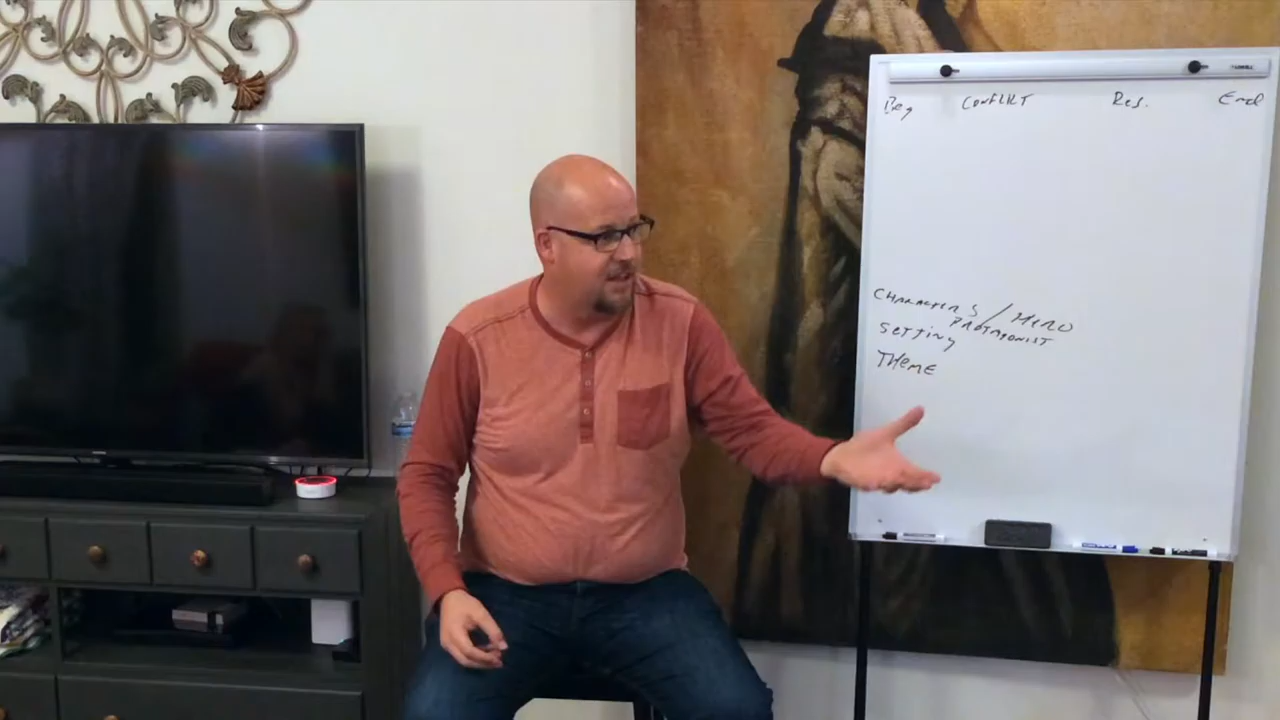 Beg CONFLICT Res. End
CHARACTERS / HERO
PROTAGONIST
SETTING
THEME